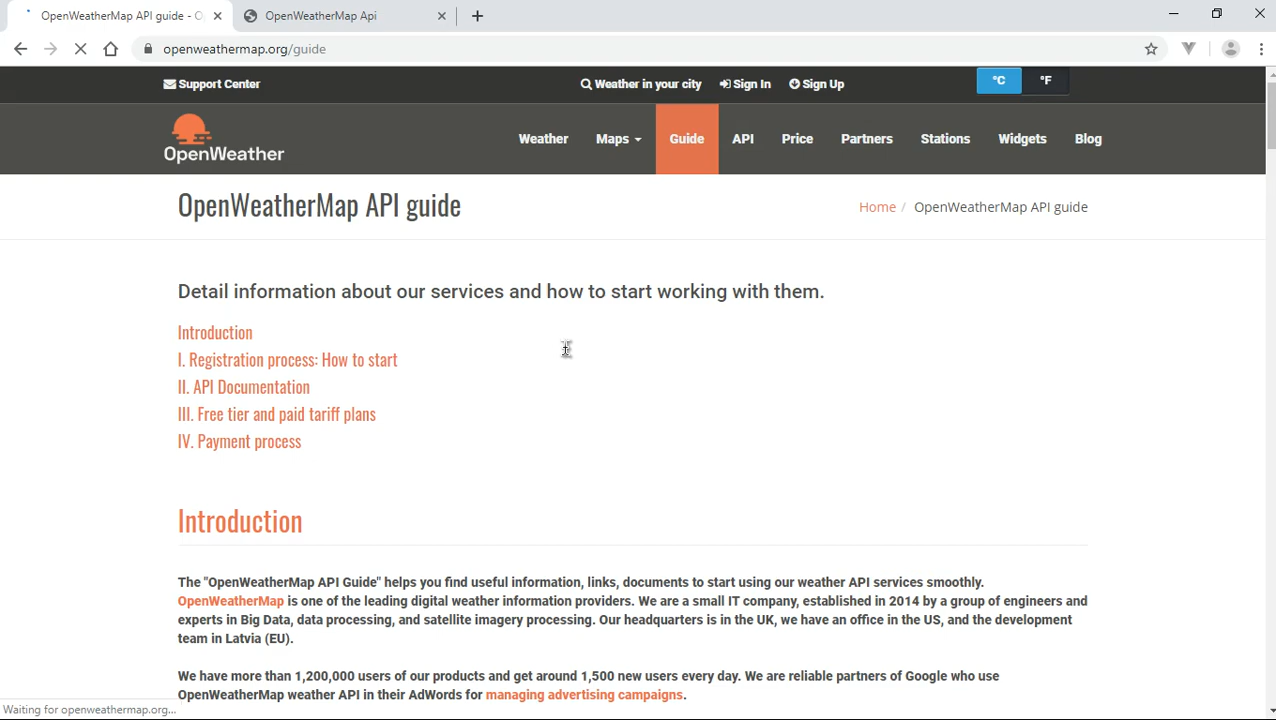 OpenWeatherMap API guide - O
OpenWeatherMap Api
openweathermap.org/guide
Support Center
Weather in your city
Sign In
Sign Up
°C
°F
OpenWeather
Weather
Maps
Guide
API
Price
Partners
Stations
Widgets
Blog
OpenWeatherMap API guide
Home / OpenWeatherMap API guide
Detail information about our services and how to start working with them.
Introduction
I. Registration process: How to start
II. API Documentation
III. Free tier and paid tariff plans
IV. Payment process
Introduction
The "OpenWeatherMap API Guide" helps you find useful information, links, documents to start using our weather API services smoothly.
OpenWeatherMap is one of the leading digital weather information providers. We are a small IT company, established in 2014 by a group of engineers and
experts in Big Data, data processing, and satellite imagery processing. Our headquarters is in the UK, we have an office in the US, and the development
team in Latvia (EU).
We have more than 1,200,000 users of our products and get around 1,500 new users every day. We are reliable partners of Google who use
OpenWeatherMap weather API in their AdWords for managing advertising campaigns.
Waiting for openweathermap.org...